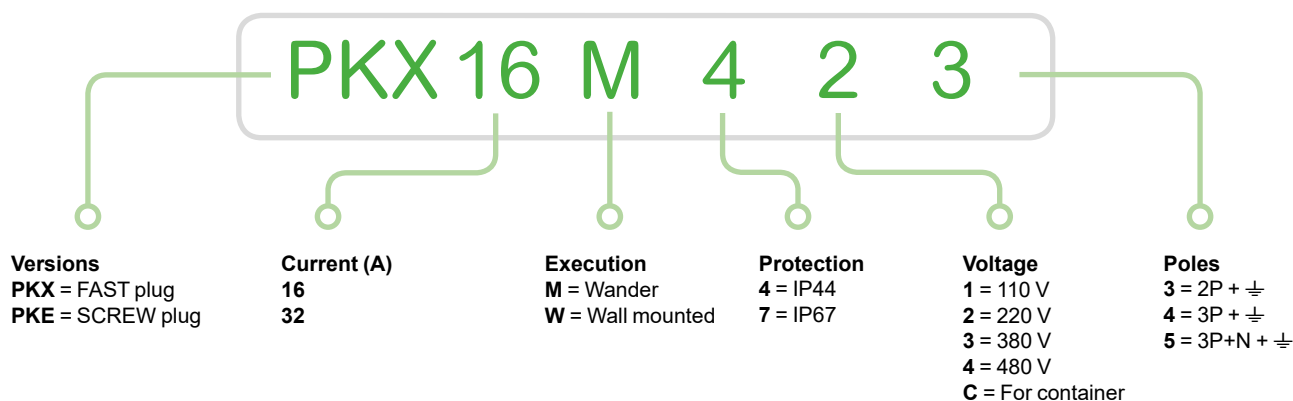 PKX 16 M 4 2 3
Versions
PKX = FAST plug
PKE = SCREW plug
Current (A)
16
32
Execution
M = Wander
W = Wall mounted
Protection
4 = IP44
7 = IP67
Voltage
1 = 110 V
2 = 220 V
3 = 380 V
4 = 480 V
C = For container
Poles
3 = 2P + ⏚
4 = 3P + ⏚
5 = 3P+N + ⏚